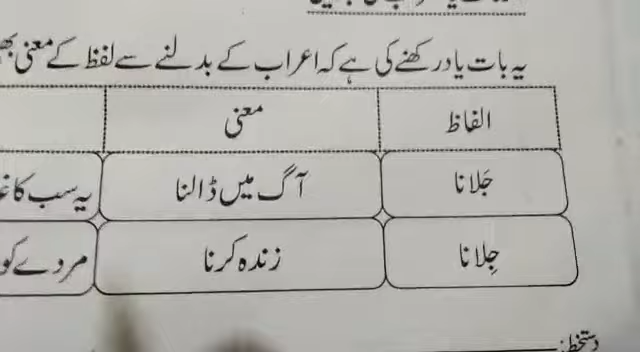 یہ بات یاد رکھنے کی ہے کہ اعراب کے بدلنے سے لفظ کے معنی
الفاظ معنی
جَلانا آگ میں ڈالنا یہ سب کا
جِلانا زندہ کرنا مردے کو
دستخط: